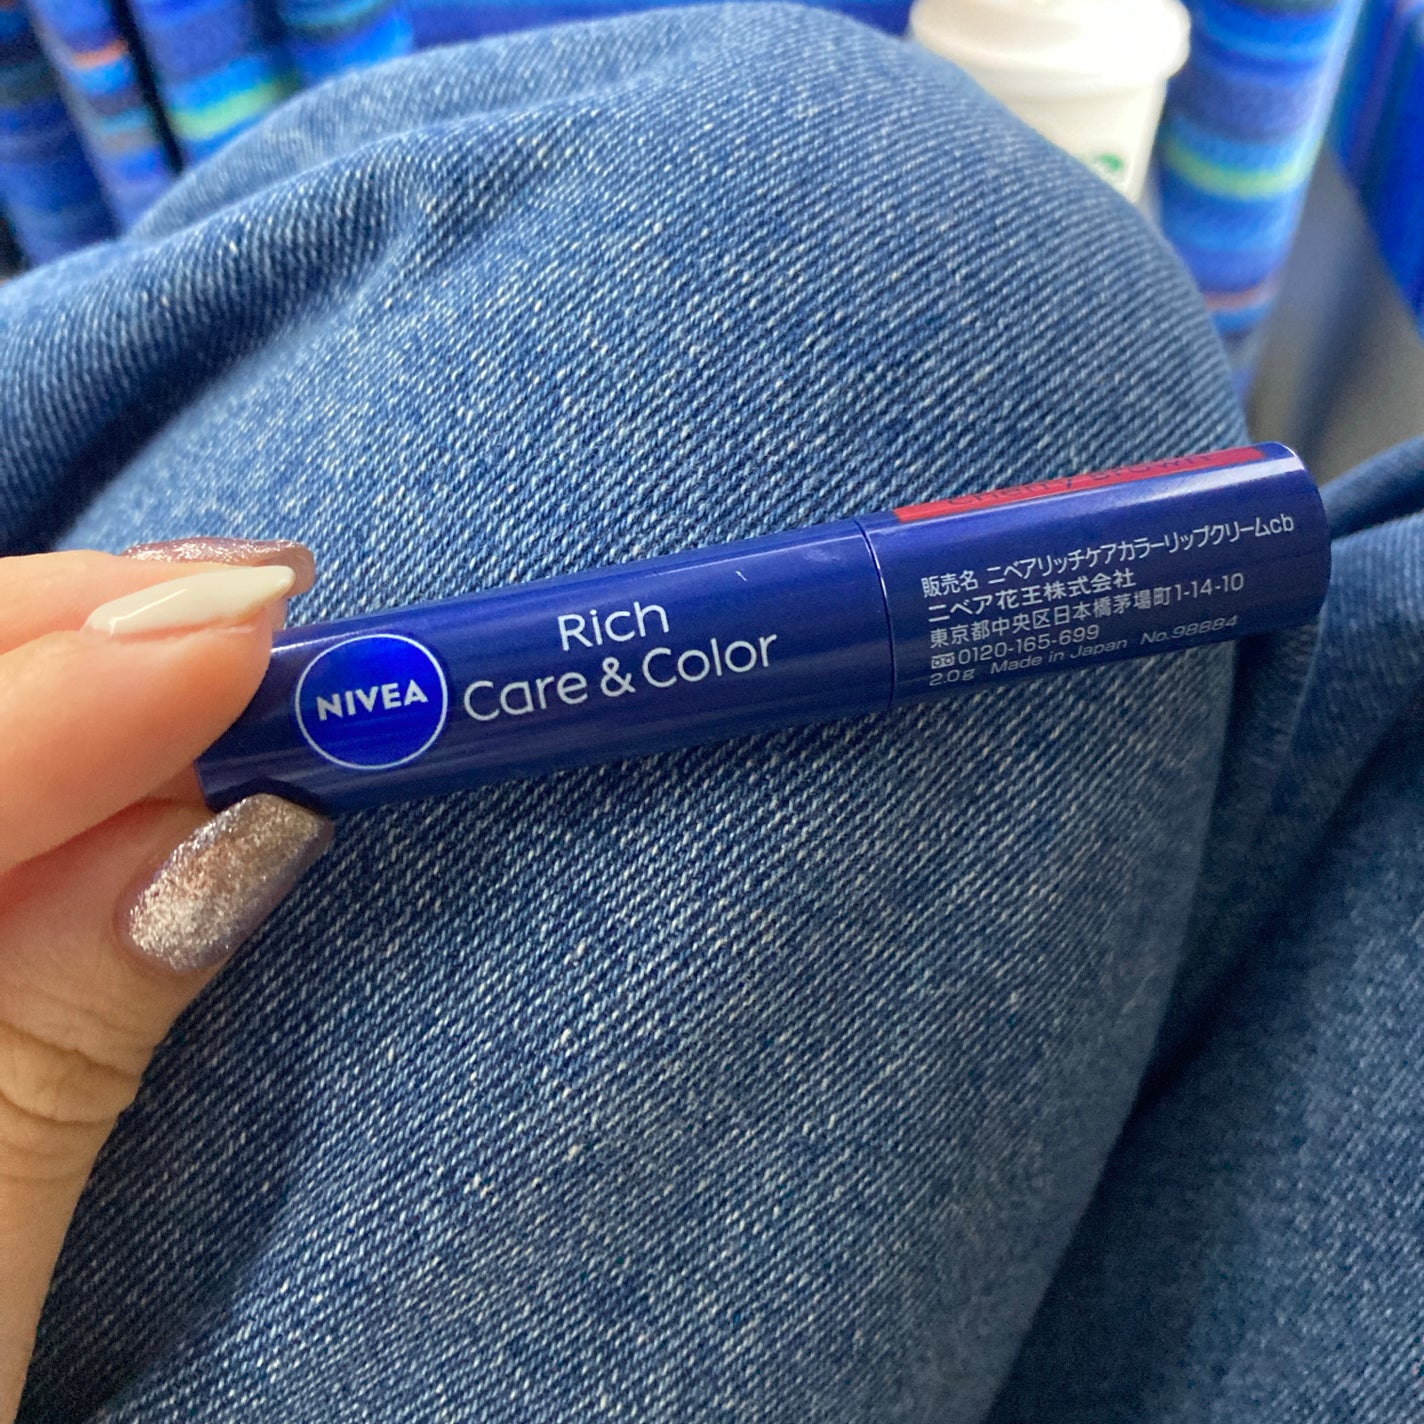 NIVEA
Rich
Care & Color
Cherry Brown
販売名 ニベアリッチケアカラーリップクリームcb
ニベア花王株式会社
東京都中央区日本橋茅場町1-14-10
0120-165-699
2.0g Made in Japan No.98684